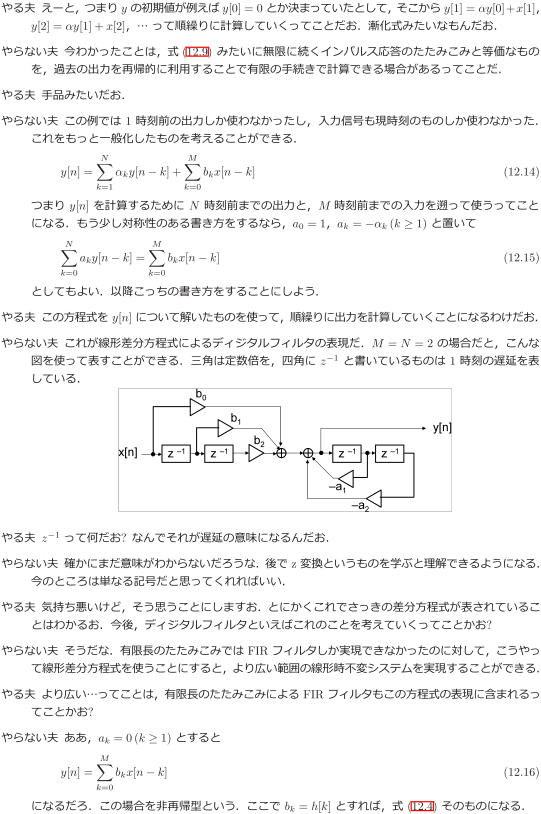 やる夫 えーと，つまり y の初期値が例えば y[0] = 0 とか決まっていたとして，そこから y[1] = αy[0]+x[1],
y[2] = αy[1] + x[2], ⋯ って順繰りに計算していくってことだお．漸化式みたいなもんだお．
やらない夫 今わかったことは，式 (12.9) みたいに無限に続くインパルス応答のたたみこみと等価なもの
を，過去の出力を再帰的に利用することで有限の手続きで計算できる場合があるってことだ．
やる夫 手品みたいだお．
やらない夫 この例では 1 時刻前の出力しか使わなかったし，入力信号も現時刻のものしか使わなかった．
これをもっと一般化したものを考えることができる．
y[n] = \sum_{k=1}^{N} α_k y[n − k] + \sum_{k=0}^{M} b_k x[n − k] (12.14)
つまり y[n] を計算するために N 時刻前までの出力と，M 時刻前までの入力を遡って使うってこと
になる．もう少し対称性のある書き方をするなら，a_0 = 1，a_k = −α_k (k ≥ 1) と置いて
\sum_{k=0}^{N} a_k y[n − k] = \sum_{k=0}^{M} b_k x[n − k] (12.15)
としてもよい．以降こっちの書き方をすることにしよう．
やる夫 この方程式を y[n] について解いたものを使って，順繰りに出力を計算していくことになるわけだお．
やらない夫 これが線形差分方程式によるディジタルフィルタの表現だ．M = N = 2 の場合だと，こんな
図を使って表すことができる．三角は定数倍を，四角に z^{−1} と書いているものは 1 時刻の遅延を表
している．
b_0
b_1
b_2
x[n] z^{−1} z^{−1} z^{−1} z^{−1} y[n]
−a_1
−a_2
やる夫 z^{−1} って何だお? なんでそれが遅延の意味になるんだお．
やらない夫 確かにまだ意味がわからないだろうな．後で z 変換というものを学ぶと理解できるようになる．
今のところは単なる記号だと思ってくれればいい．
やる夫 気持ち悪いけど，そう思うことにしますお．とにかくこれでさっきの差分方程式が表されているこ
とはわかるお．今後，ディジタルフィルタといえばこれのことを考えていくってことかお?
やらない夫 そうだな．有限長のたたみこみでは FIR フィルタしか実現できなかったのに対して，こうやっ
て線形差分方程式を使うことにすると，より広い範囲の線形時不変システムを実現することができる．
やる夫 より広い⋯ってことは，有限長のたたみこみによる FIR フィルタもこの方程式の表現に含まれるっ
てことかお?
やらない夫 ああ，a_k = 0 (k ≥ 1) とすると
y[n] = \sum_{k=0}^{M} b_k x[n − k] (12.16)
になるだろ．この場合を非再帰型という．ここで b_k = h[k] とすれば，式 (12.4) そのものになる．